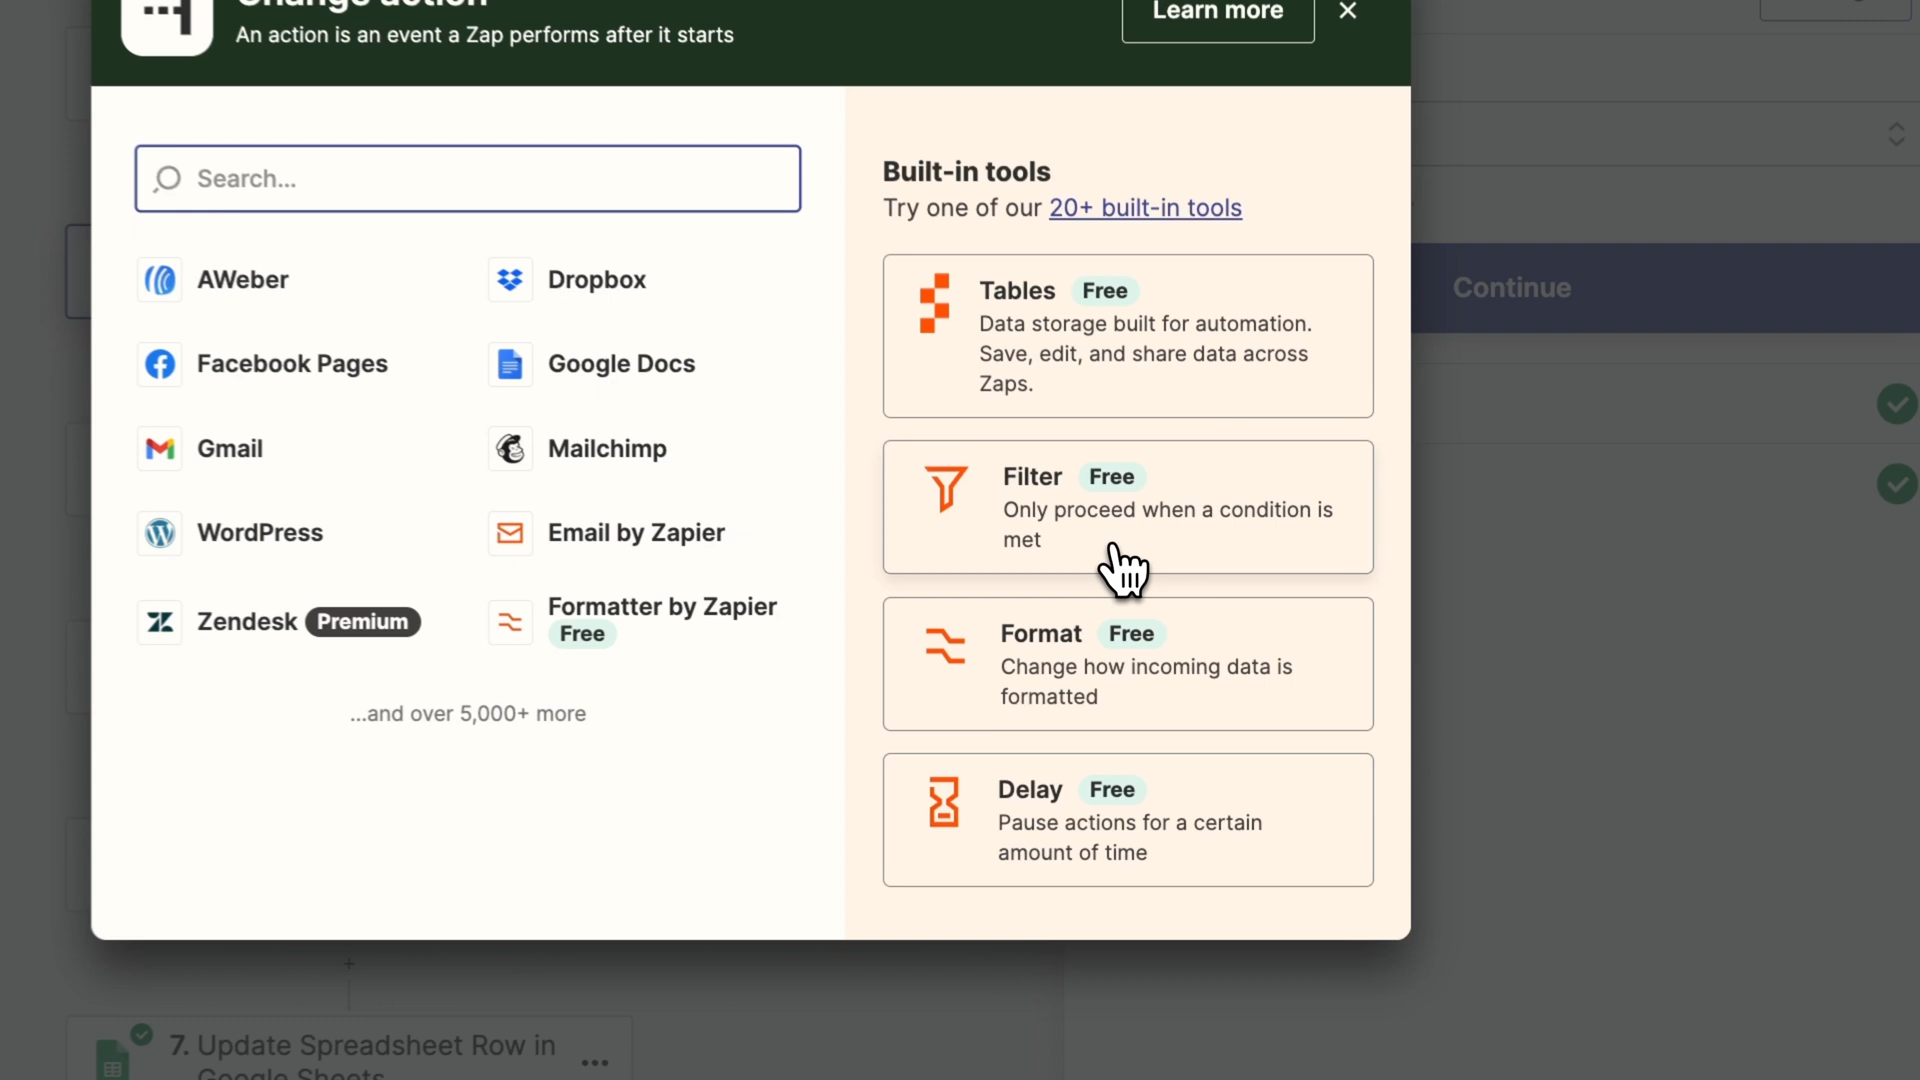 Change action
An action is an event a Zap performs after it starts
Learn more
Search...
AWeber
Dropbox
Facebook Pages
Google Docs
Gmail
Mailchimp
WordPress
Email by Zapier
Zendesk Premium
Formatter by Zapier
Free
...and over 5,000+ more
Built-in tools
Try one of our 20+ built-in tools
Tables Free
Data storage built for automation.
Save, edit, and share data across
Zaps.
Filter Free
Only proceed when a condition is
met
Format Free
Change how incoming data is
formatted
Delay Free
Pause actions for a certain
amount of time
Continue
7. Update Spreadsheet Row in
Google Sheets